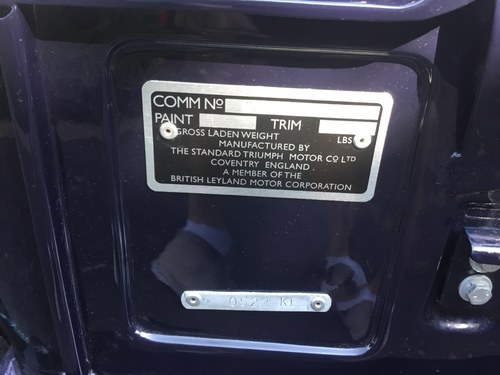 COMM Nº
PAINT TRIM
GROSS LADEN WEIGHT LBS
MANUFACTURED BY
THE STANDARD TRIUMPH MOTOR Cº LTD
COVENTRY ENGLAND
A MEMBER OF THE
BRITISH LEYLAND MOTOR CORPORATION